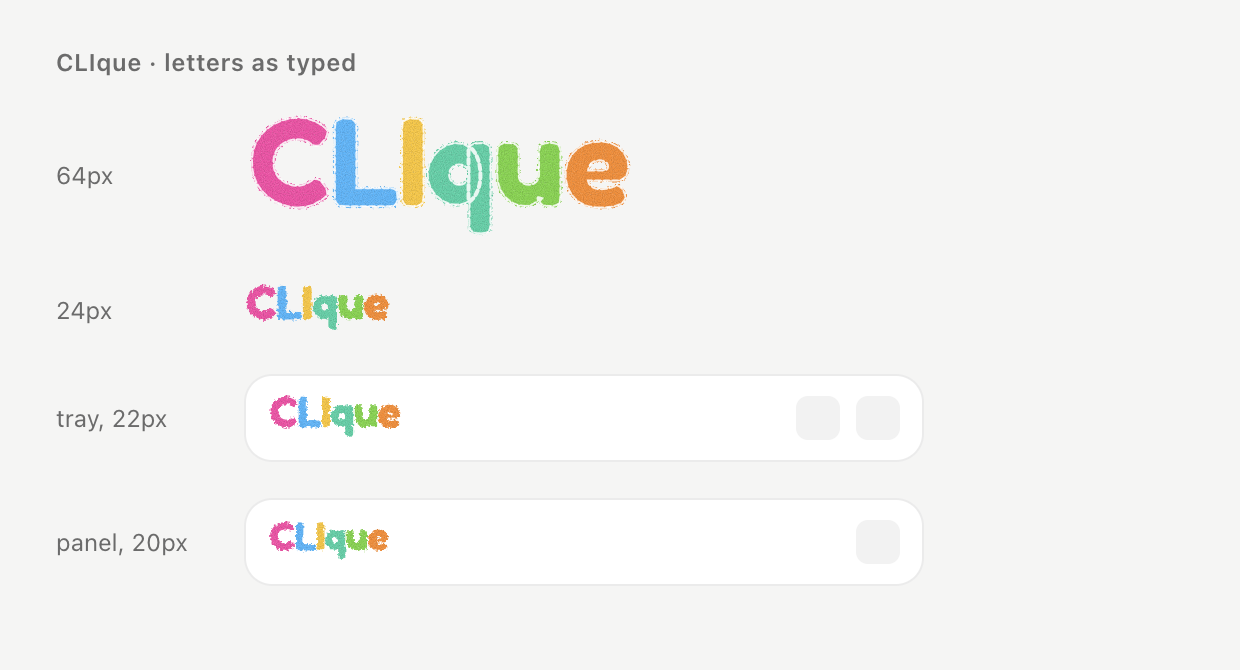 CLIque · letters as typed
64px CLIque
24px CLIque
tray, 22px CLIque
panel, 20px CLIque